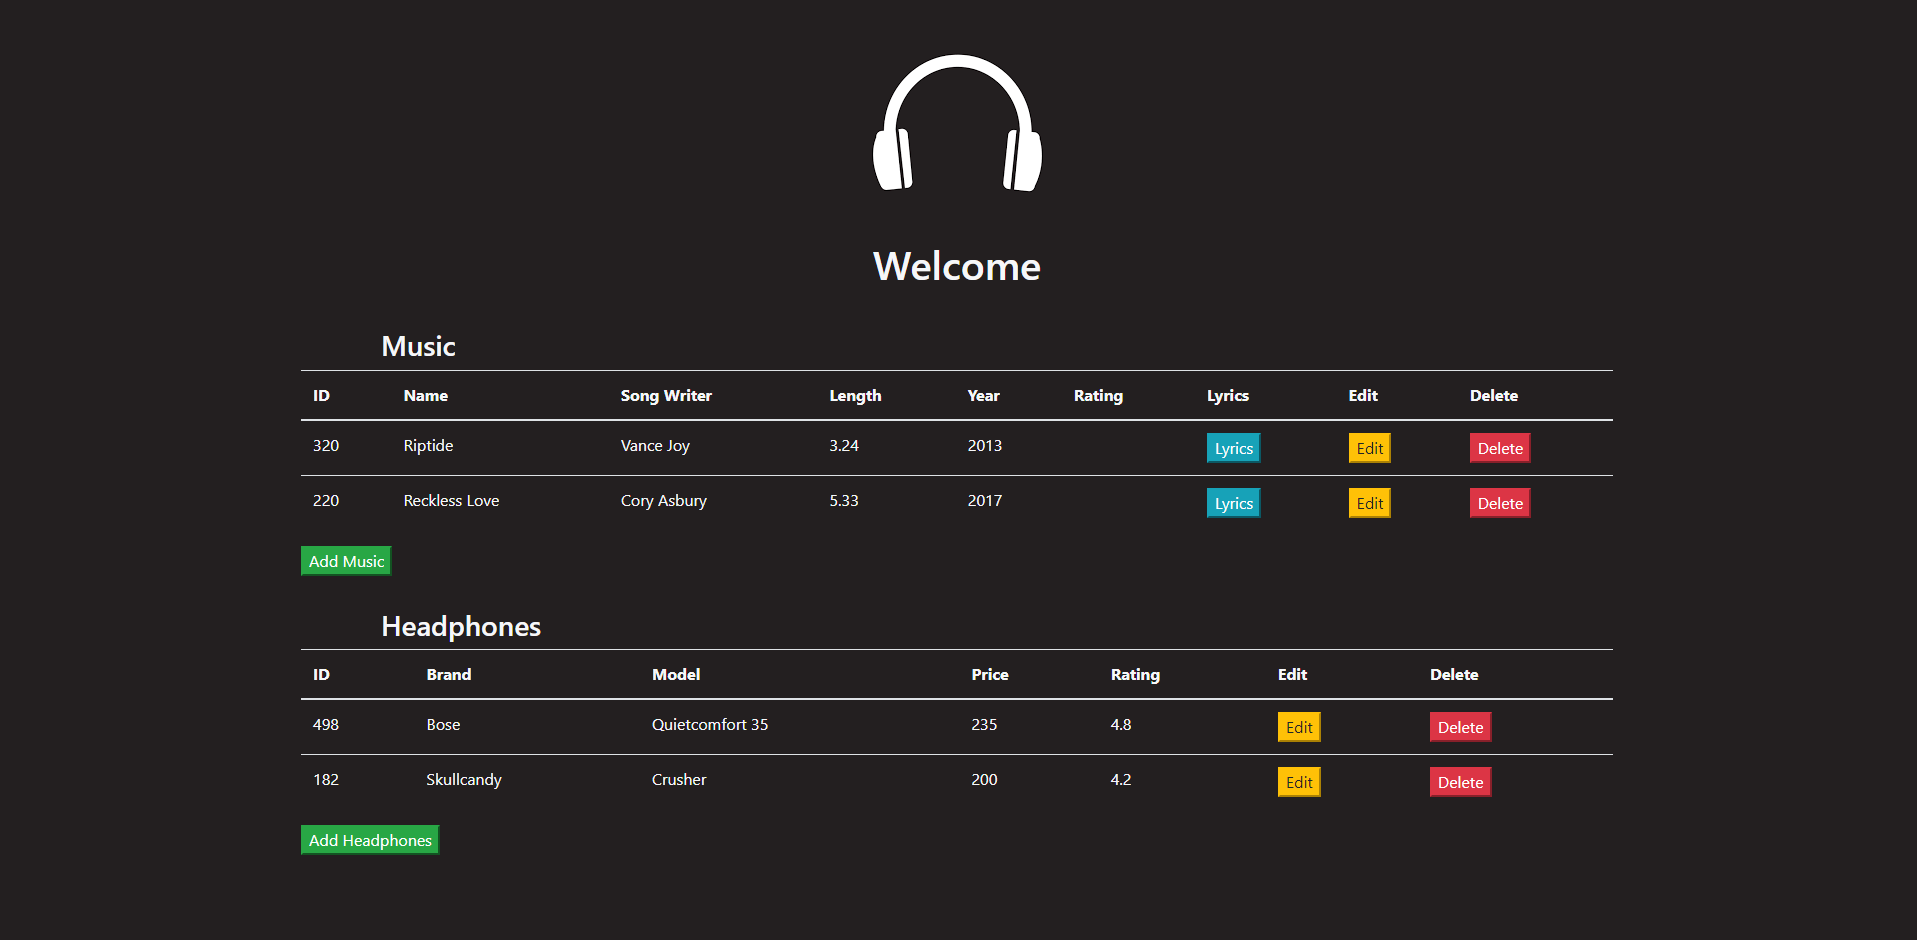 Welcome
Music
ID Name Song Writer Length Year Rating Lyrics Edit Delete
320 Riptide Vance Joy 3.24 2013 Lyrics Edit Delete
220 Reckless Love Cory Asbury 5.33 2017 Lyrics Edit Delete
Add Music
Headphones
ID Brand Model Price Rating Edit Delete
498 Bose Quietcomfort 35 235 4.8 Edit Delete
182 Skullcandy Crusher 200 4.2 Edit Delete
Add Headphones